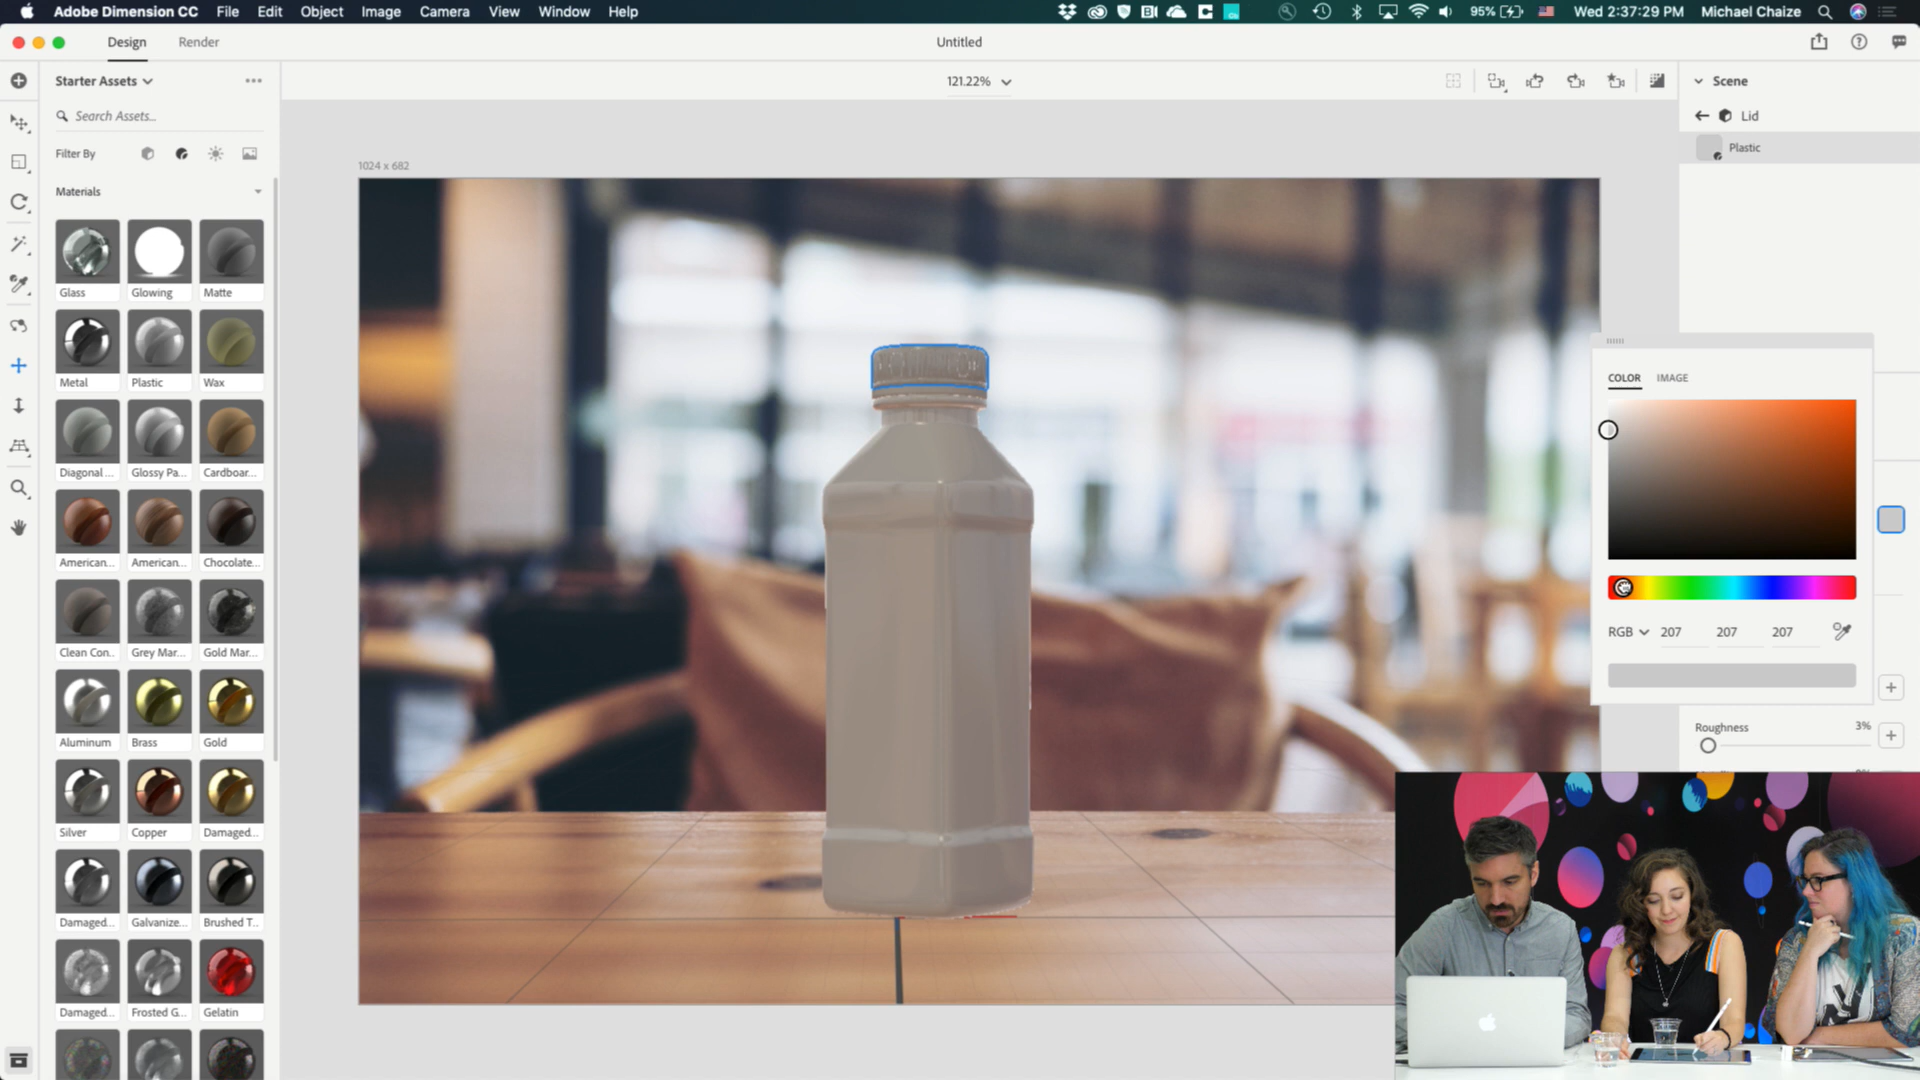 Adobe Dimension CC File Edit Object Image Camera View Window Help 95% Wed 2:37:29 PM Michael Chaize
Design Render Untitled
Starter Assets 121.22% Scene
Search Assets... Lid
Filter By Plastic
1024 x 682
Materials
Glass Glowing Matte
Metal Plastic Wax
COLOR IMAGE
Diagonal... Glossy Pa... Cardboar...
American... American... Chocolate...
RGB 207 207 207
Clean Con... Grey Mar... Gold Mar...
Roughness 3%
Aluminum Brass Gold
Silver Copper Damaged...
Damaged... Galvanize... Brushed T...
Damaged... Frosted G... Gelatin